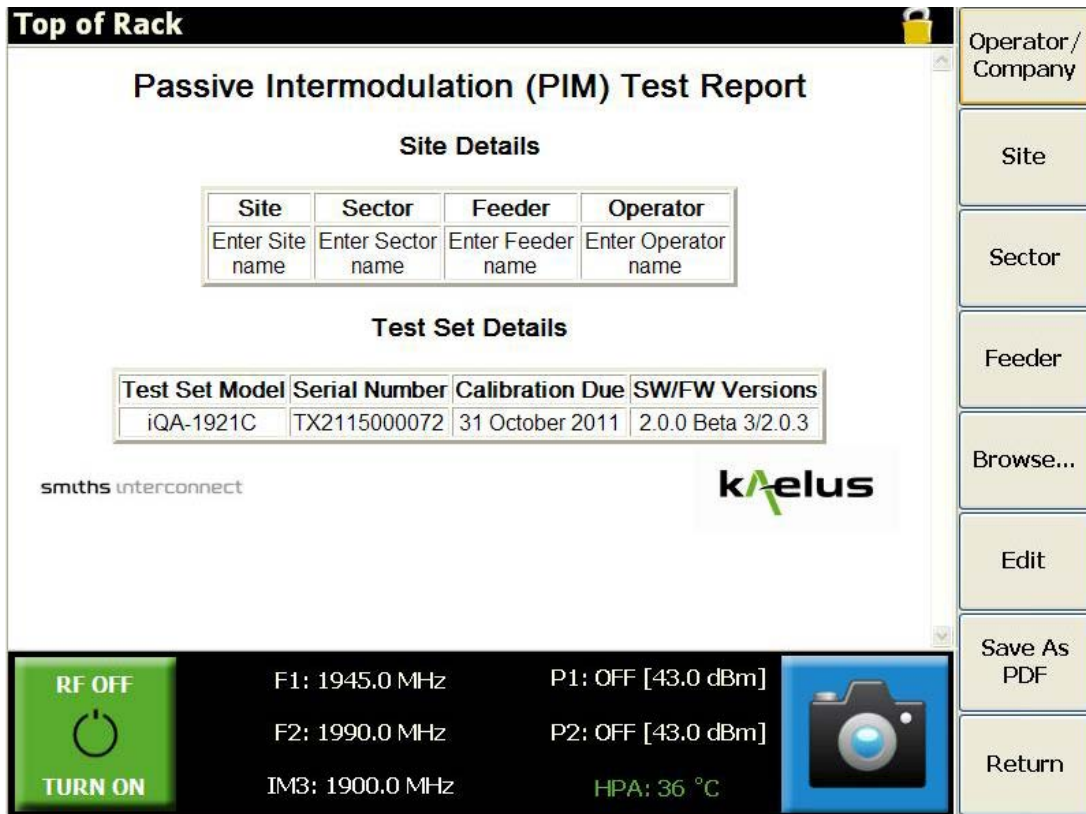 Top of Rack
Passive Intermodulation (PIM) Test Report
Site Details
Site Sector Feeder Operator
Enter Site Enter Sector Enter Feeder Enter Operator
name name name name
Test Set Details
Test Set Model Serial Number Calibration Due SW/FW Versions
iQA-1921C TX2115000072 31 October 2011 2.0.0 Beta 3/2.0.3
smiths interconnect
kaelus
RF OFF
TURN ON
F1: 1945.0 MHz
F2: 1990.0 MHz
IM3: 1900.0 MHz
P1: OFF [43.0 dBm]
P2: OFF [43.0 dBm]
HPA: 36 °C
Operator/
Company
Site
Sector
Feeder
Browse...
Edit
Save As
PDF
Return